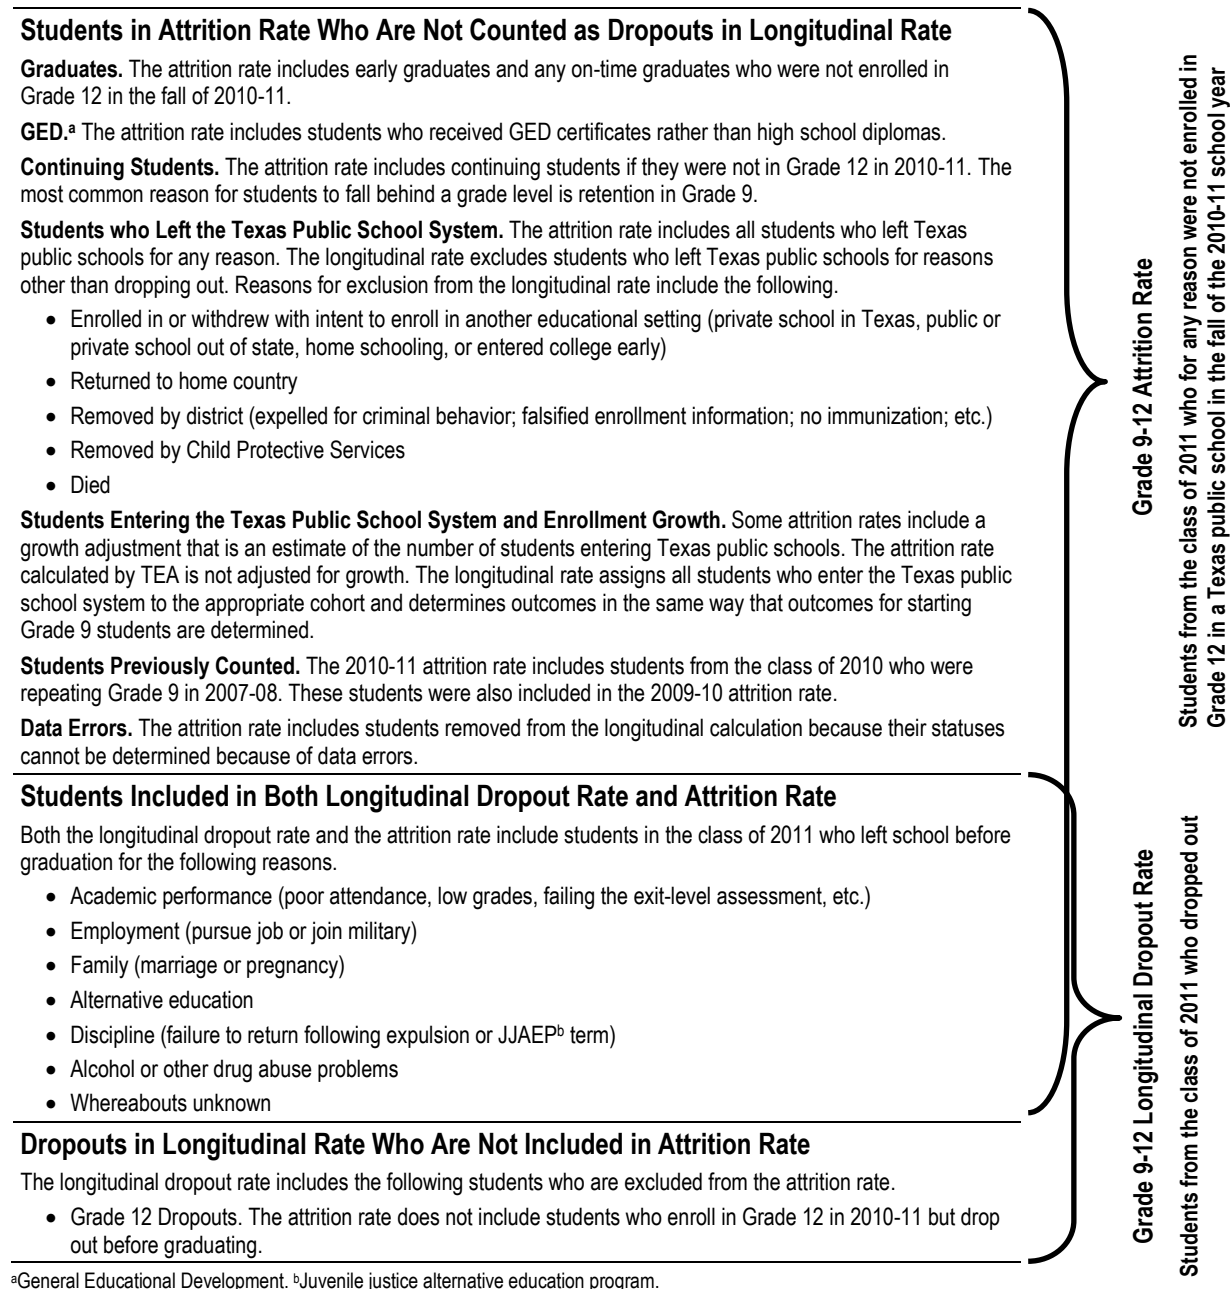 Students in Attrition Rate Who Are Not Counted as Dropouts in Longitudinal Rate
Graduates. The attrition rate includes early graduates and any on-time graduates who were not enrolled in
Grade 12 in the fall of 2010-11.
GED.ᵃ The attrition rate includes students who received GED certificates rather than high school diplomas.
Continuing Students. The attrition rate includes continuing students if they were not in Grade 12 in 2010-11. The
most common reason for students to fall behind a grade level is retention in Grade 9.
Students who Left the Texas Public School System. The attrition rate includes all students who left Texas
public schools for any reason. The longitudinal rate excludes students who left Texas public schools for reasons
other than dropping out. Reasons for exclusion from the longitudinal rate include the following.
• Enrolled in or withdrew with intent to enroll in another educational setting (private school in Texas, public or
private school out of state, home schooling, or entered college early)
• Returned to home country
• Removed by district (expelled for criminal behavior; falsified enrollment information; no immunization; etc.)
• Removed by Child Protective Services
• Died
Students Entering the Texas Public School System and Enrollment Growth. Some attrition rates include a
growth adjustment that is an estimate of the number of students entering Texas public schools. The attrition rate
calculated by TEA is not adjusted for growth. The longitudinal rate assigns all students who enter the Texas public
school system to the appropriate cohort and determines outcomes in the same way that outcomes for starting
Grade 9 students are determined.
Students Previously Counted. The 2010-11 attrition rate includes students from the class of 2010 who were
repeating Grade 9 in 2007-08. These students were also included in the 2009-10 attrition rate.
Data Errors. The attrition rate includes students removed from the longitudinal calculation because their statuses
cannot be determined because of data errors.
Students Included in Both Longitudinal Dropout Rate and Attrition Rate
Both the longitudinal dropout rate and the attrition rate include students in the class of 2011 who left school before
graduation for the following reasons.
• Academic performance (poor attendance, low grades, failing the exit-level assessment, etc.)
• Employment (pursue job or join military)
• Family (marriage or pregnancy)
• Alternative education
• Discipline (failure to return following expulsion or JJAEPᵇ term)
• Alcohol or other drug abuse problems
• Whereabouts unknown
Dropouts in Longitudinal Rate Who Are Not Included in Attrition Rate
The longitudinal dropout rate includes the following students who are excluded from the attrition rate.
• Grade 12 Dropouts. The attrition rate does not include students who enroll in Grade 12 in 2010-11 but drop
out before graduating.
ᵃGeneral Educational Development. ᵇJuvenile justice alternative education program.
Grade 9-12 Attrition Rate
Students from the class of 2011 who for any reason were not enrolled in
Grade 12 in a Texas public school in the fall of the 2010-11 school year
Grade 9-12 Longitudinal Dropout Rate
Students from the class of 2011 who dropped out